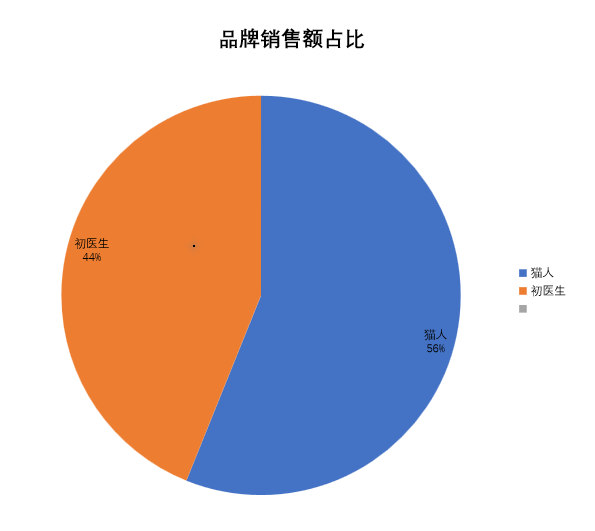 品牌销售额占比
初医生
44%
猫人
56%
猫人
初医生